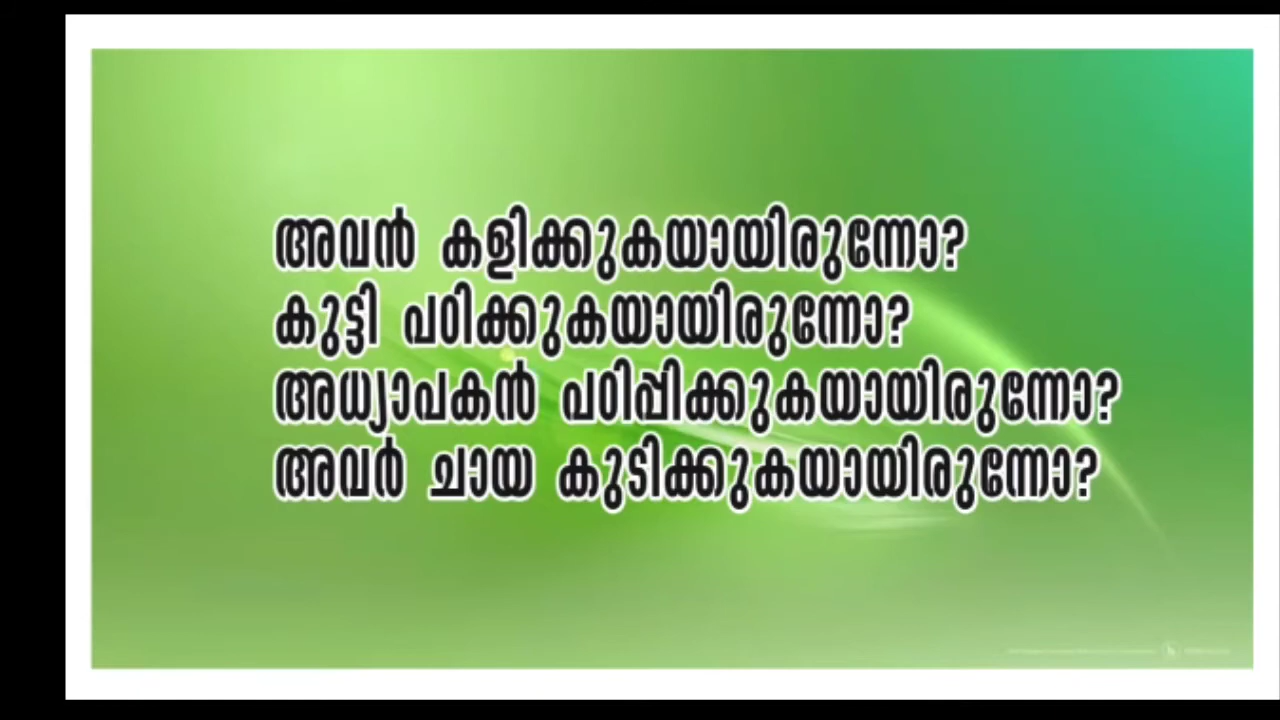 അവൻ കളിക്കുകയായിരുന്നോ?
കുട്ടി പഠിക്കുകയായിരുന്നോ?
അധ്യാപകൻ പഠിപ്പിക്കുകയായിരുന്നോ?
അവർ ചായ കുടിക്കുകയായിരുന്നോ?